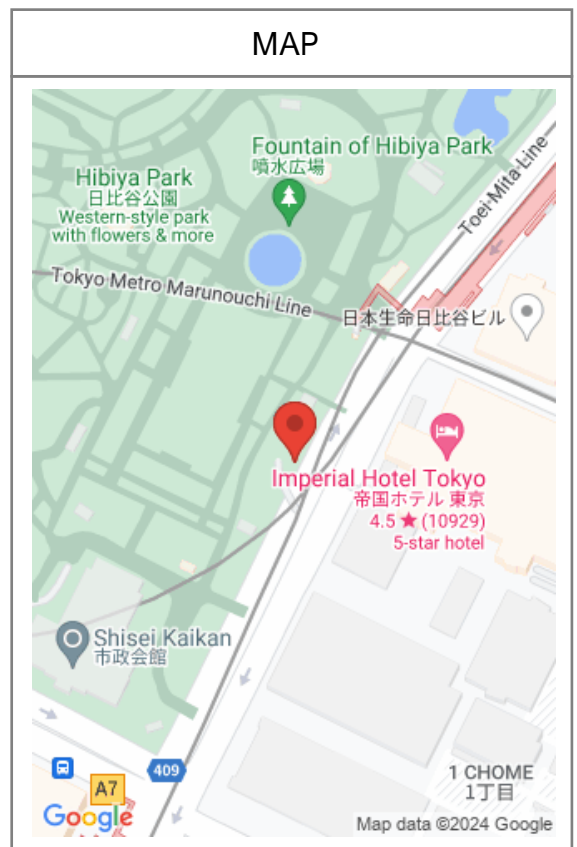 MAP
Fountain of Hibiya Park
噴水広場
Hibiya Park
日比谷公園
Western-style park
with flowers & more
Toei-Mita-Line
Tokyo Metro Marunouchi Line
日本生命日比谷ビル
Imperial Hotel Tokyo
帝国ホテル 東京
4.5★(10929)
5-star hotel
Shisei Kaikan
市政会館
409
A7
1 CHOME
1丁目
Google
Map data ©2024 Google